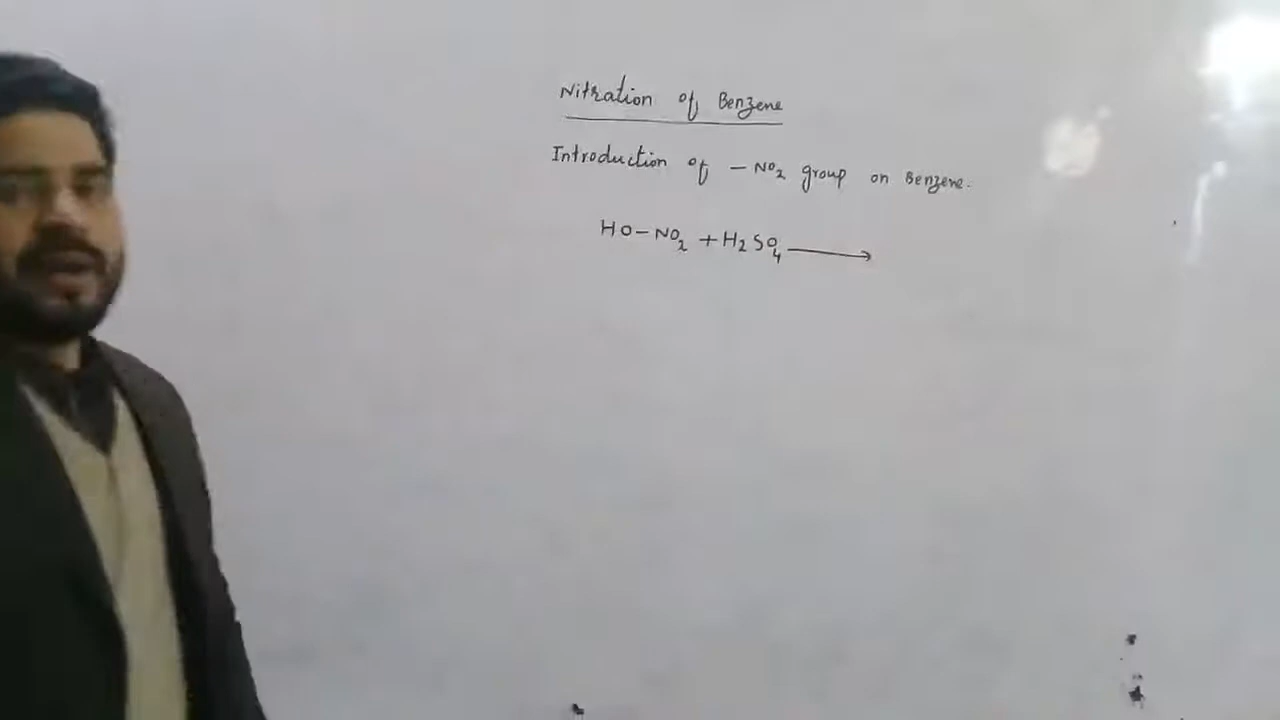 Nitration of Benzene
Introduction of – NO₂ group on Benzene.
HO – NO₂ + H₂SO₄ ⟶